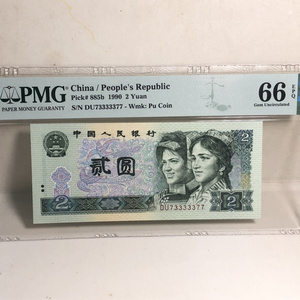 PMG
PAPER MONEY GUARANTY
China / People's Republic
Pick# 885b 1990 2 Yuan
S/N DU73333377 - Wmk: Pu Coin
66 EPQ
Gem Uncirculated
中国人民银行
贰圆
2
2
DU73333377